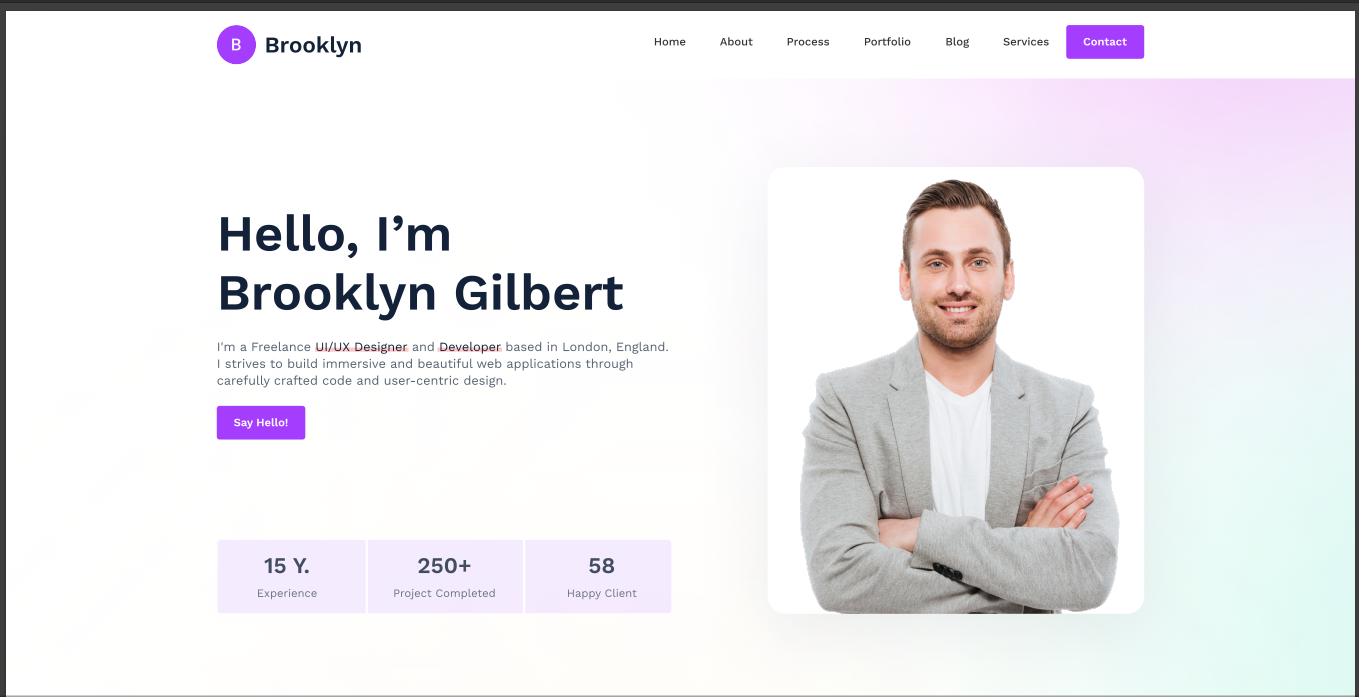 B Brooklyn
Home About Process Portfolio Blog Services Contact
Hello, I’m
Brooklyn Gilbert
I'm a Freelance UI/UX Designer and Developer based in London, England.
I strives to build immersive and beautiful web applications through
carefully crafted code and user-centric design.
Say Hello!
15 Y. 250+ 58
Experience Project Completed Happy Client